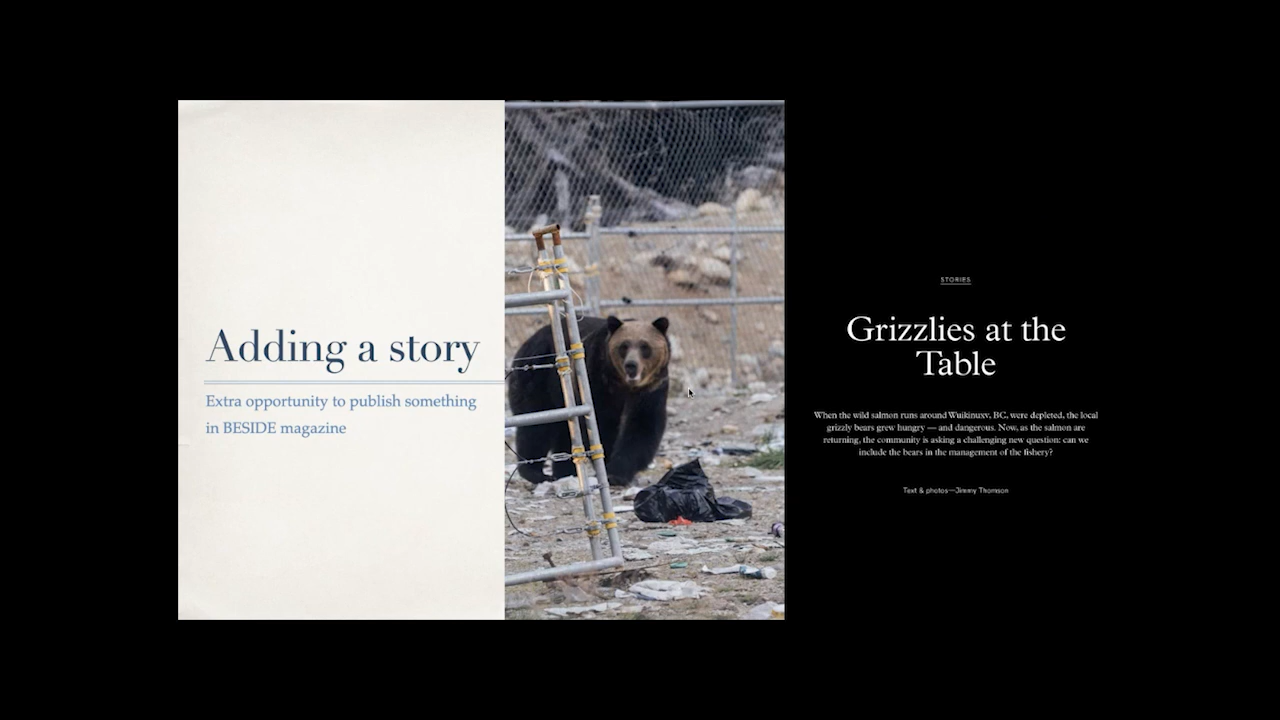 Adding a story
Extra opportunity to publish something
in BESIDE magazine
STORIES
Grizzlies at the
Table
When the wild salmon runs around Wuikinuxv, BC, were depleted, the local
grizzly bears grew hungry — and dangerous. Now, as the salmon are
returning, the community is asking a challenging new question: can we
include the bears in the management of the fishery?
Text & photos—Jimmy Thomson